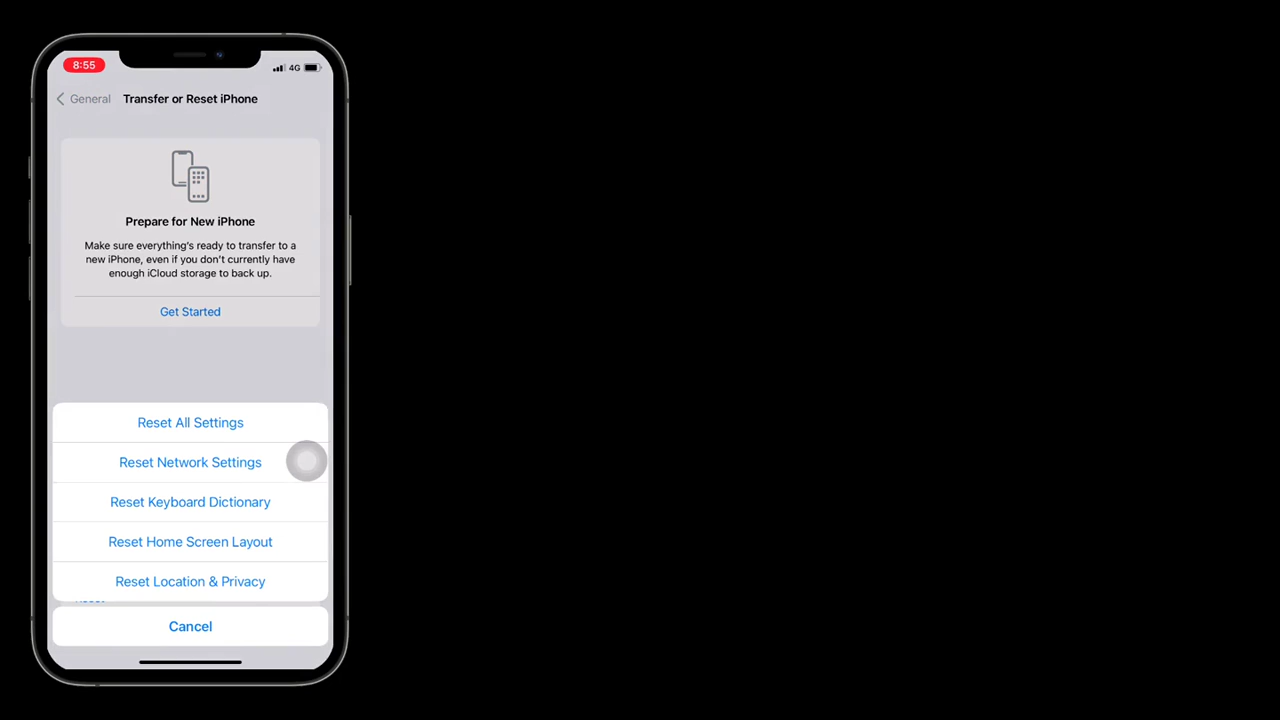 8:55
4G
General
Transfer or Reset iPhone
Prepare for New iPhone
Make sure everything's ready to transfer to a
new iPhone, even if you don't currently have
enough iCloud storage to back up.
Get Started
Reset All Settings
Reset Network Settings
Reset Keyboard Dictionary
Reset Home Screen Layout
Reset Location & Privacy
Cancel